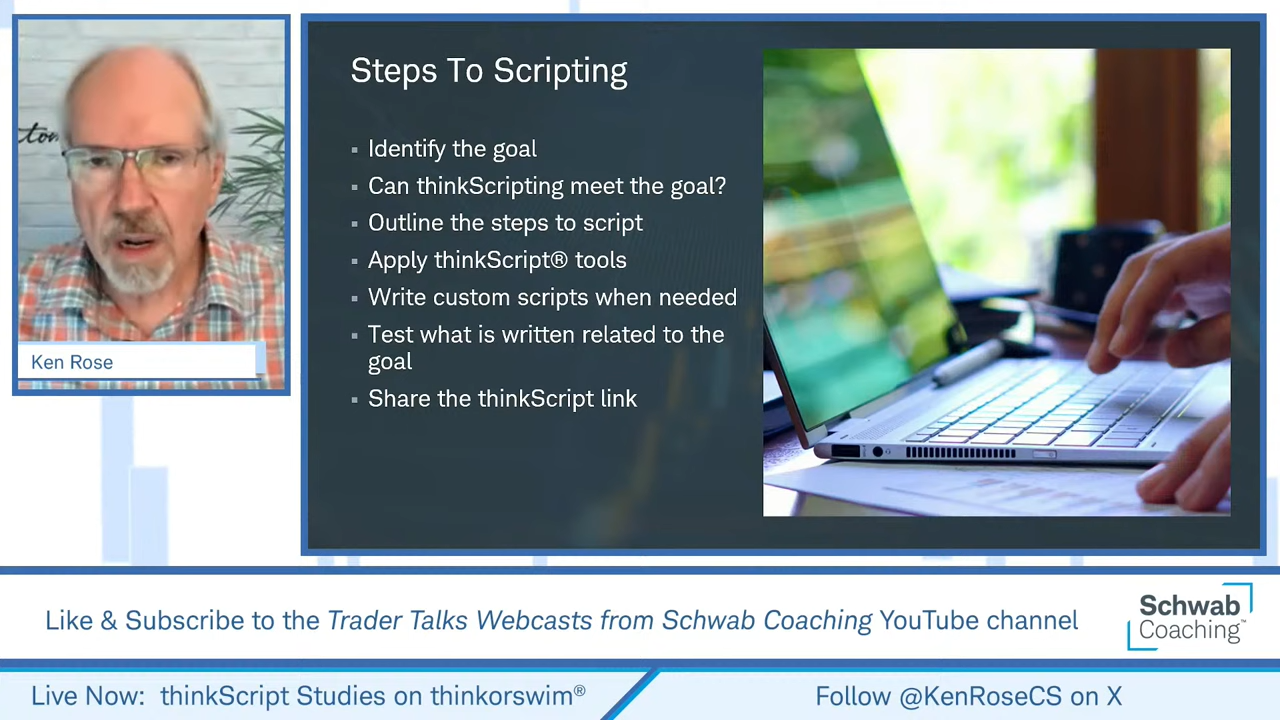 Steps To Scripting
▪ Identify the goal
▪ Can thinkScripting meet the goal?
▪ Outline the steps to script
▪ Apply thinkScript® tools
▪ Write custom scripts when needed
▪ Test what is written related to the
goal
▪ Share the thinkScript link
Ken Rose
Like & Subscribe to the Trader Talks Webcasts from Schwab Coaching YouTube channel
Schwab
Coaching™
Live Now: thinkScript Studies on thinkorswim®
Follow @KenRoseCS on X